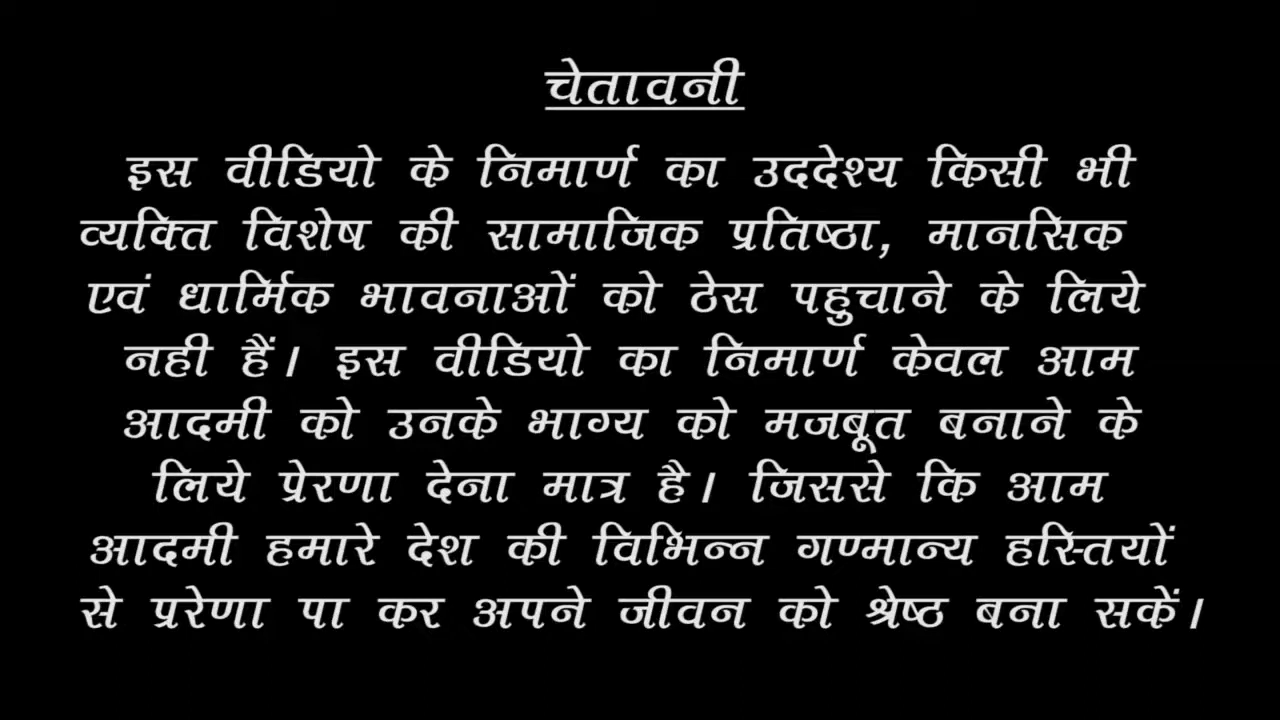 चेतावनी
इस वीडियो के निमार्ण का उददेश्य किसी भी
व्यक्ति विशेष की सामाजिक प्रतिष्ठा, मानसिक
एवं धार्मिक भावनाओं को ठेस पहुचाने के लिये
नही हैं। इस वीडियो का निमार्ण केवल आम
आदमी को उनके भाग्य को मजबूत बनाने के
लिये प्रेरणा देना मात्र है। जिससे कि आम
आदमी हमारे देश की विभिन्न गण्मान्य हस्तियों
से प्ररेणा पा कर अपने जीवन को श्रेष्ठ बना सकें।